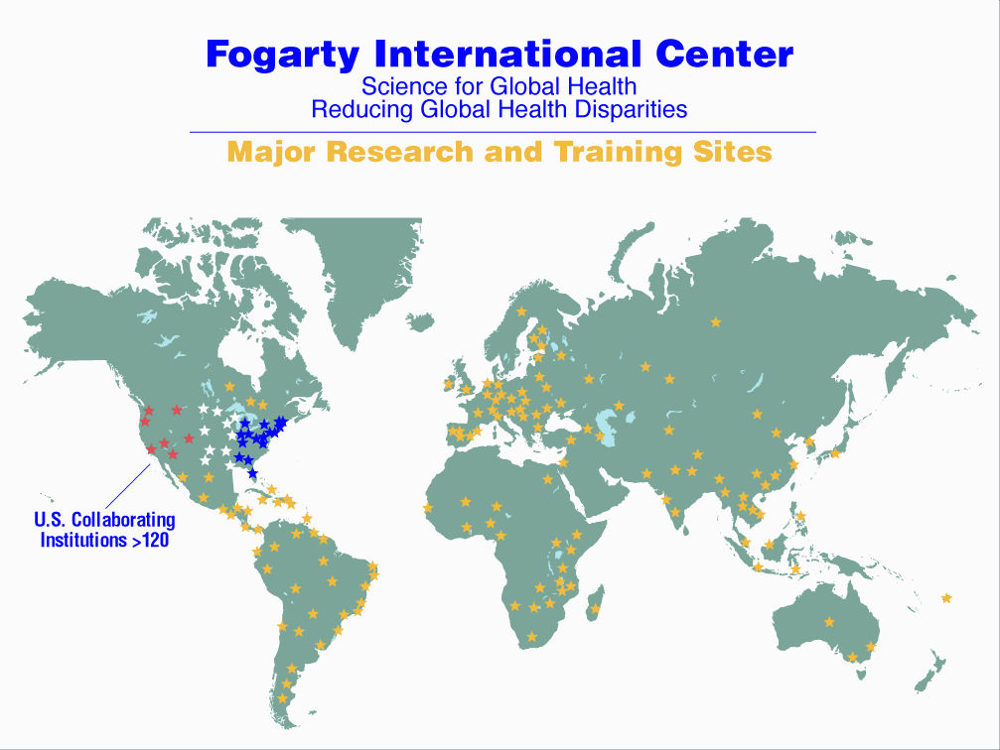 Fogarty International Center
Science for Global Health
Reducing Global Health Disparities
Major Research and Training Sites
U.S. Collaborating
Institutions >120